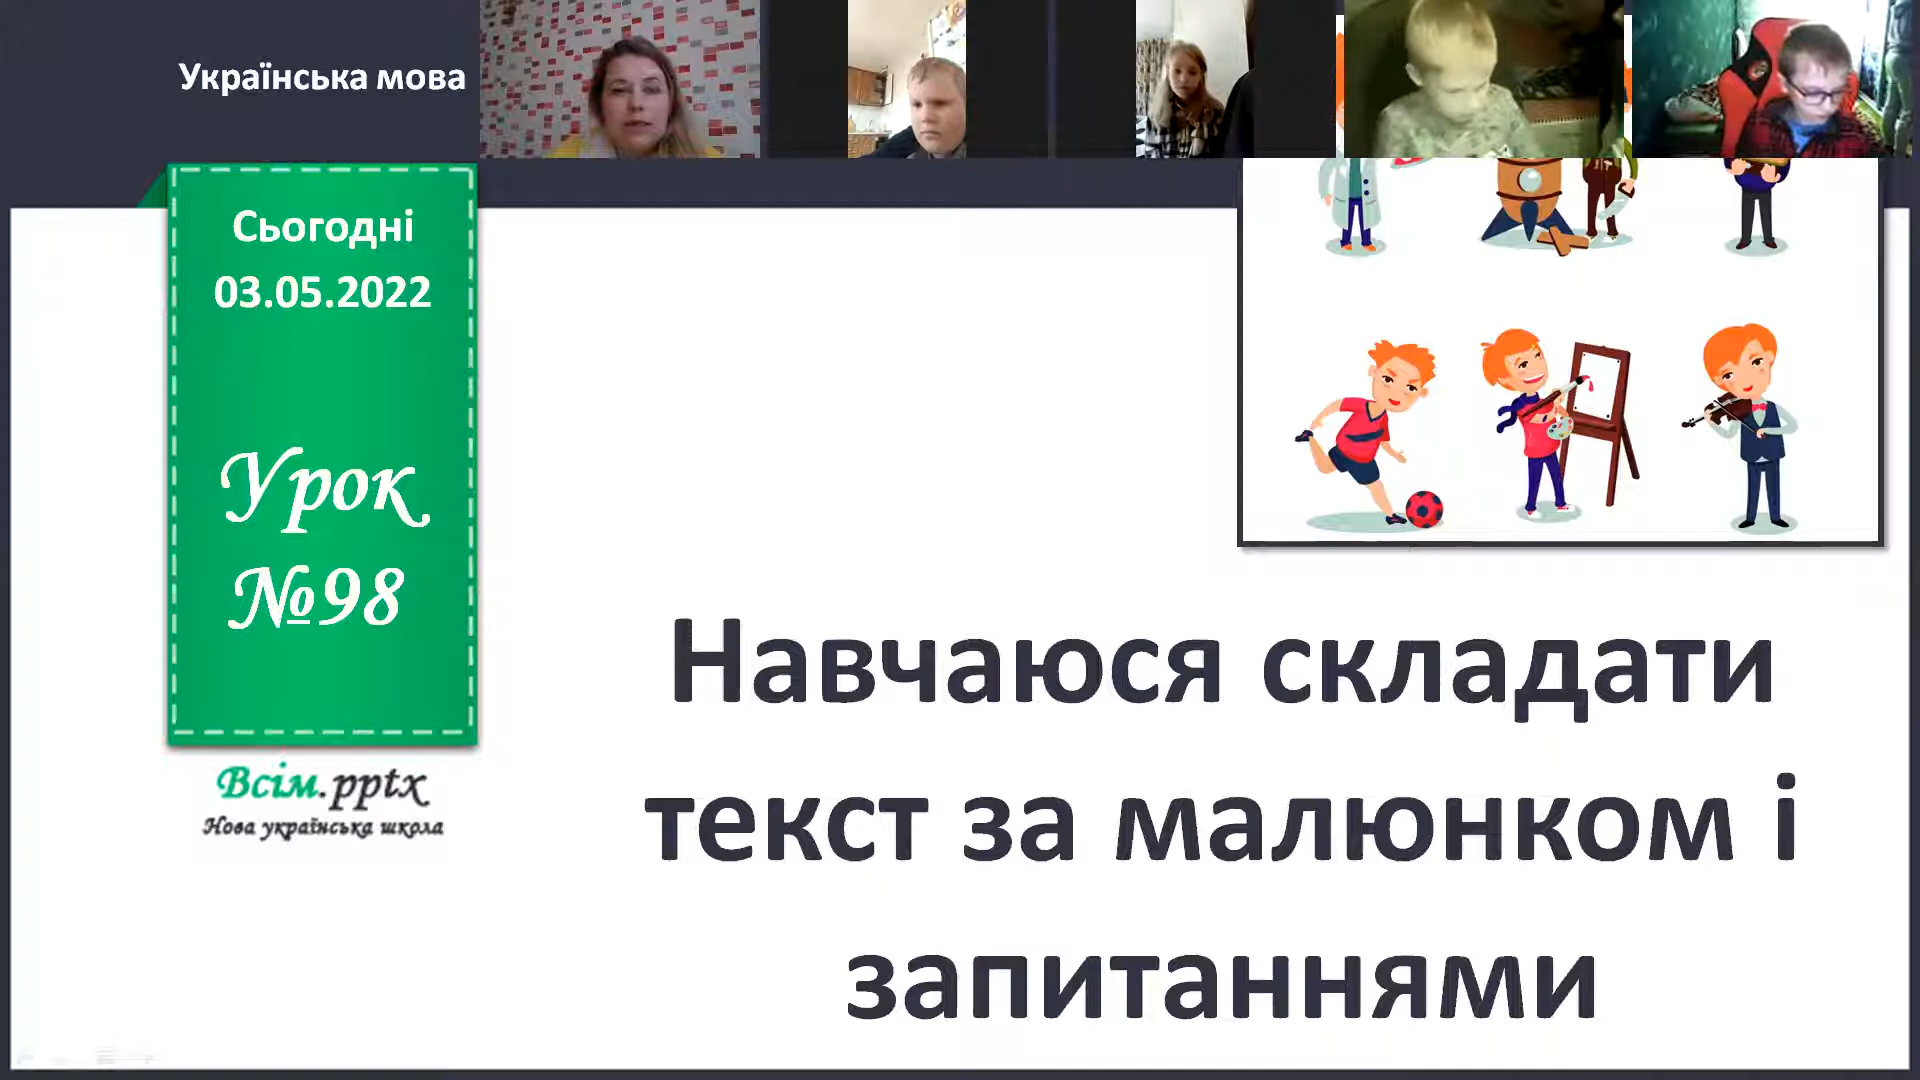 Українська мова
Сьогодні
03.05.2022
Урок
№98
Всім.pptx
Нова українська школа
Навчаюся складати
текст за малюнком і
запитаннями